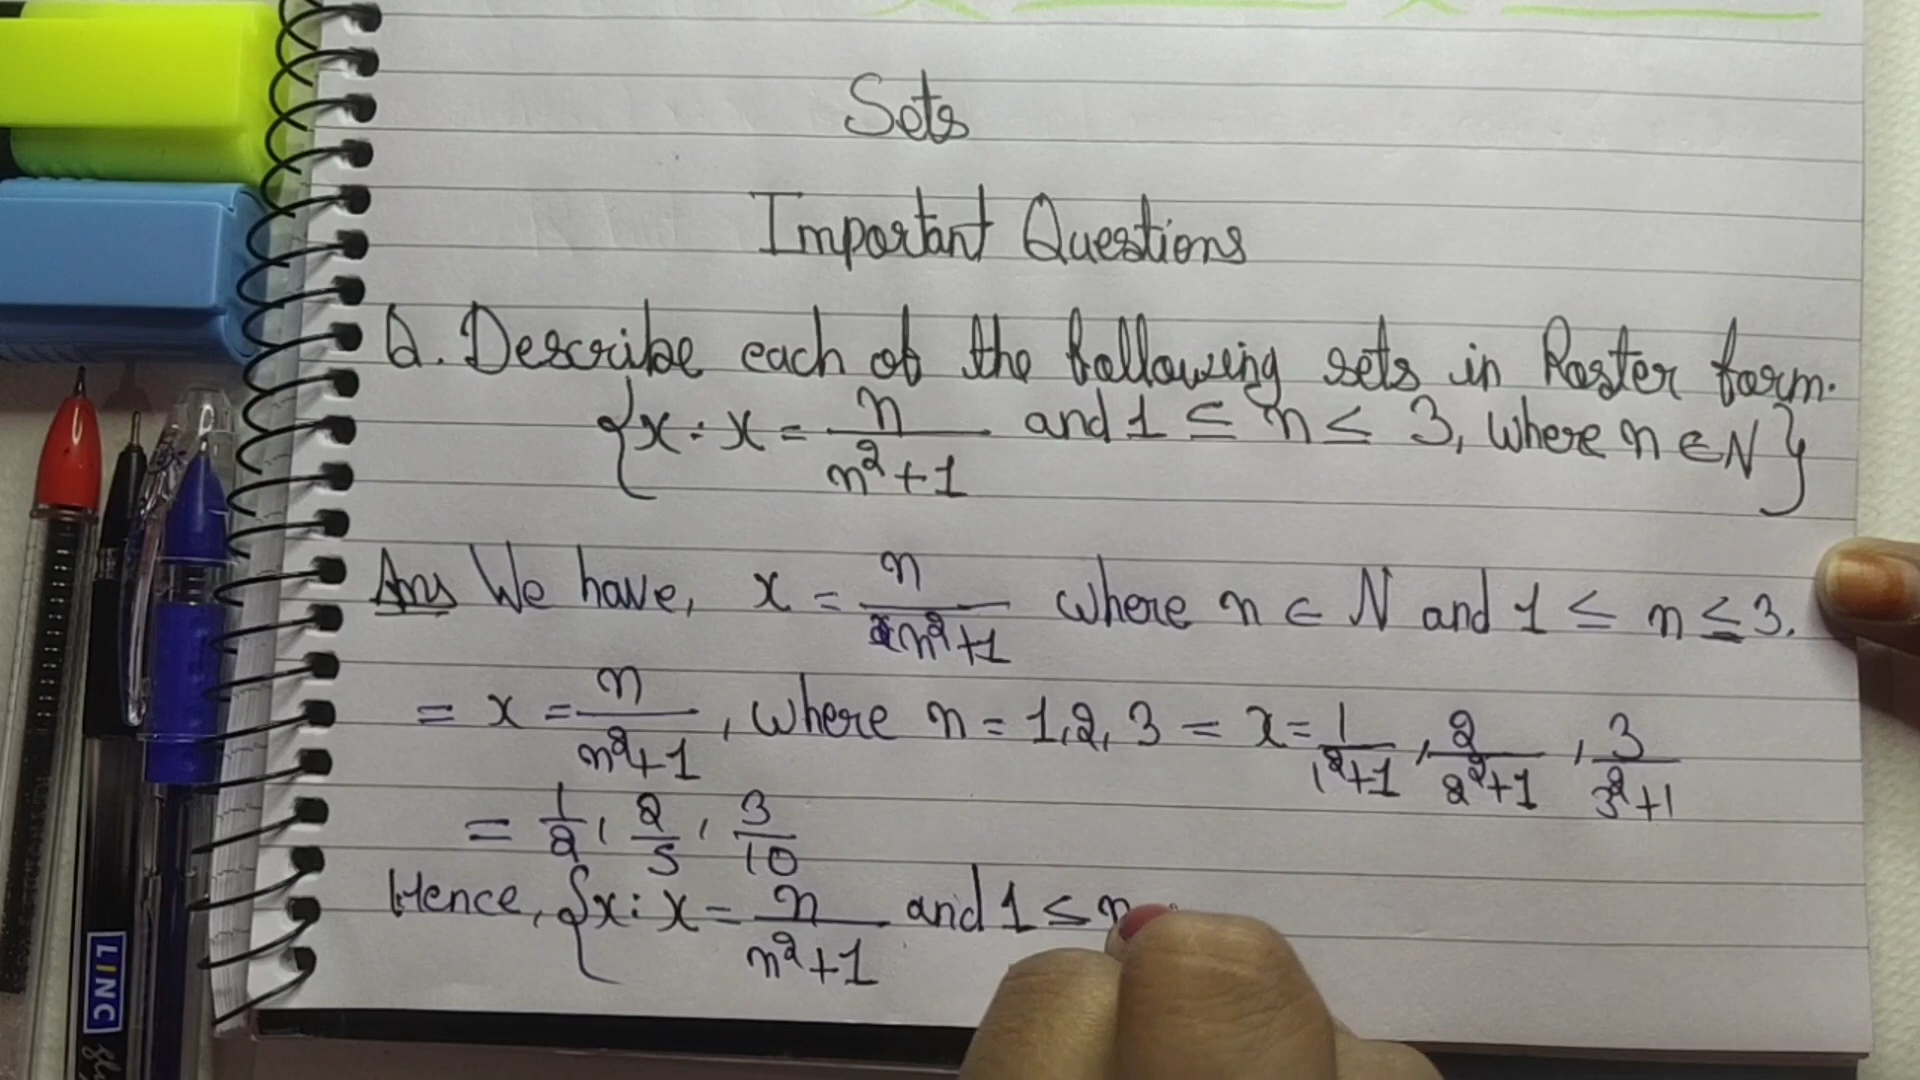 Sets
Important Questions
Q. Describe each of the following sets in Roster form.
{x : x = n/(n²+1) and 1 ≤ n ≤ 3, where n ∈ N}
Ans We have, x = n/(n²+1) where n ∈ N and 1 ≤ n ≤ 3.
= x = n/(n²+1), where n = 1, 2, 3 = x = 1/(1²+1), 2/(2²+1), 3/(3²+1)
= 1/2, 2/5, 3/10
Hence, {x : x = n/(n²+1) and 1 ≤ n
LINC